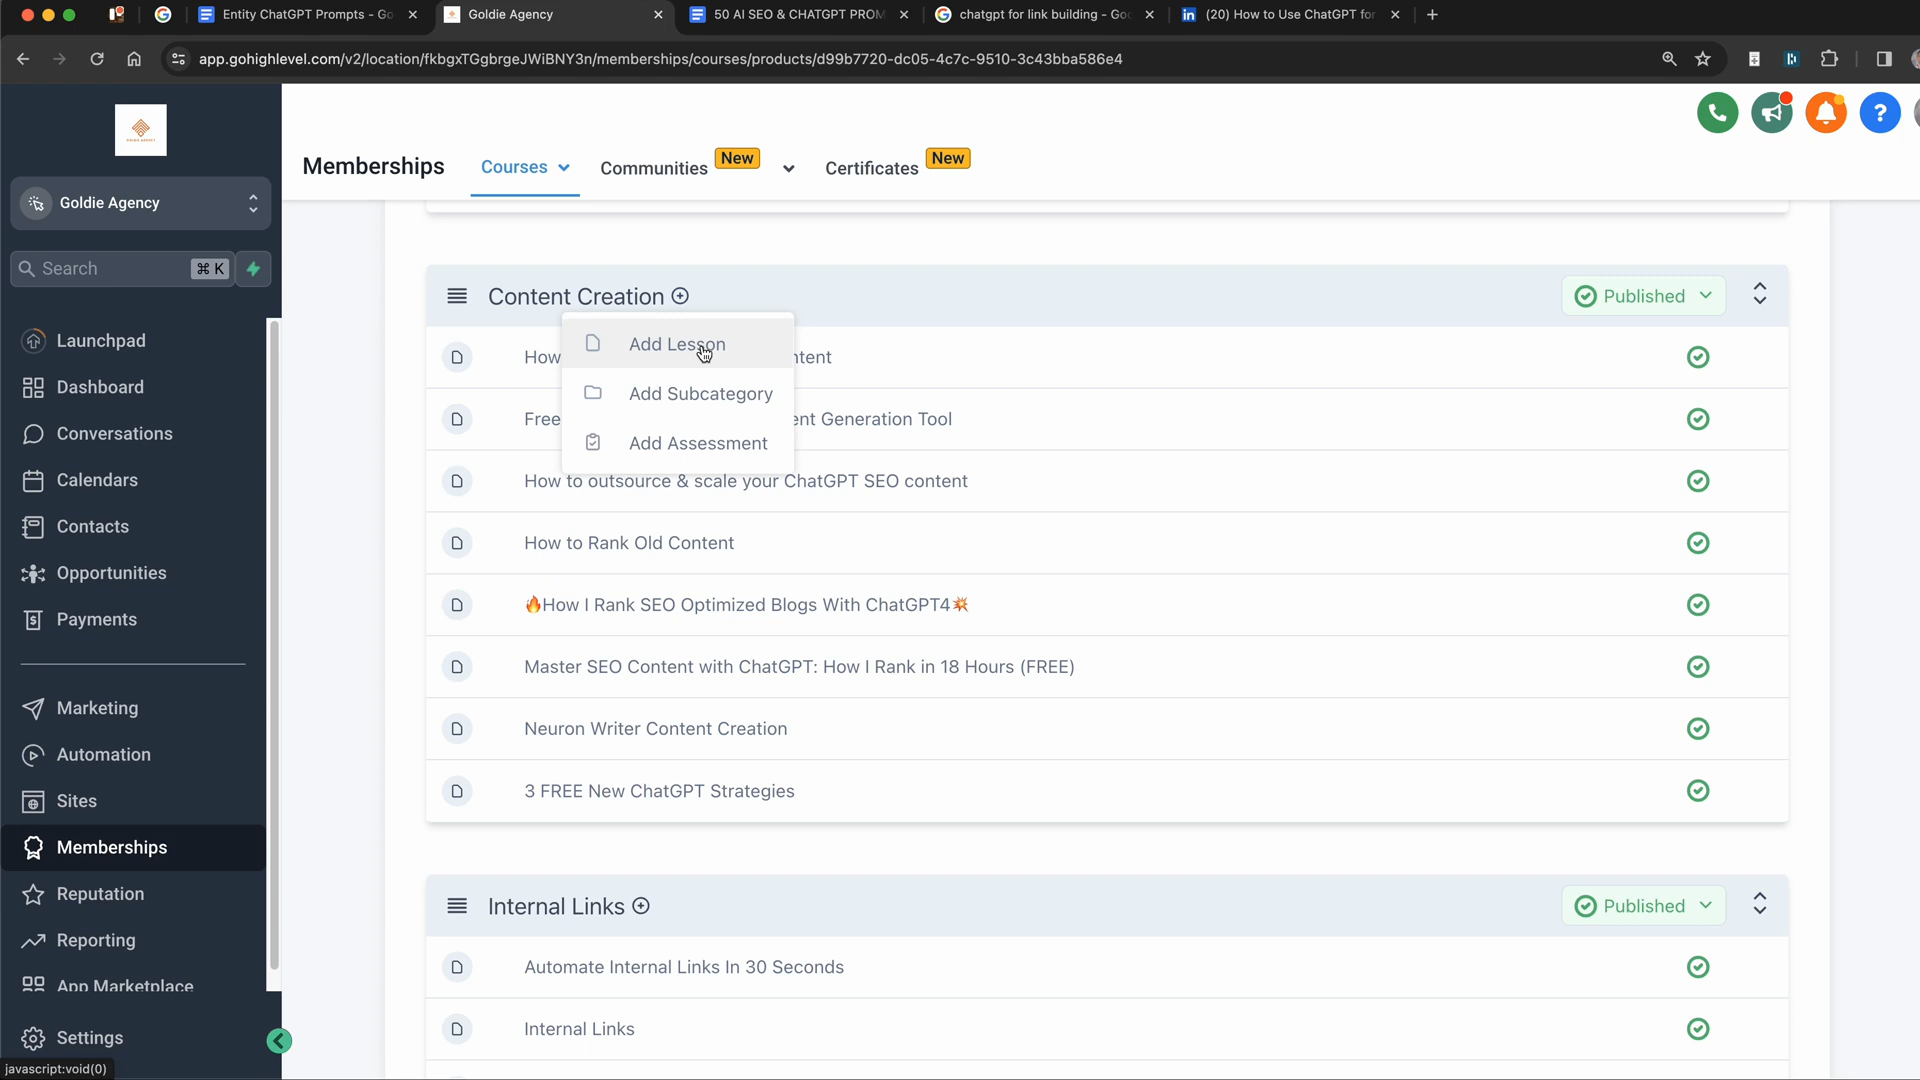 Entity ChatGPT Prompts - Go
Goldie Agency
50 AI SEO & CHATGPT PROM
chatgpt for link building - Goo
(20) How to Use ChatGPT for
app.gohighlevel.com/v2/location/fkbgxTGgbrgeJWiBNY3n/memberships/courses/products/d99b7720-dc05-4c7c-9510-3c43bba586e4
GOLDIE AGENCY
Goldie Agency
Search
⌘ K
Launchpad
Dashboard
Conversations
Calendars
Contacts
Opportunities
Payments
Marketing
Automation
Sites
Memberships
Reputation
Reporting
App Marketplace
Settings
javascript:void(0)
Memberships
Courses
Communities
New
Certificates
New
Content Creation
Published
Add Lesson
Add Subcategory
Add Assessment
How
ntent
Free
ent Generation Tool
How to outsource & scale your ChatGPT SEO content
How to Rank Old Content
🔥How I Rank SEO Optimized Blogs With ChatGPT4💥
Master SEO Content with ChatGPT: How I Rank in 18 Hours (FREE)
Neuron Writer Content Creation
3 FREE New ChatGPT Strategies
Internal Links
Published
Automate Internal Links In 30 Seconds
Internal Links